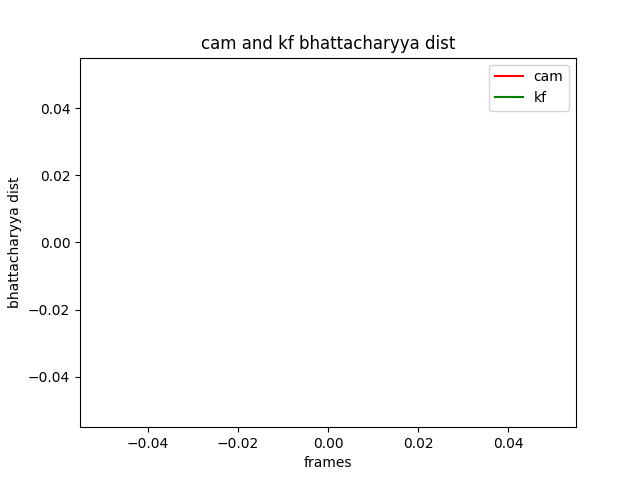 cam and kf bhattacharyya dist
cam
kf
0.04
0.02
0.00
−0.02
−0.04
bhattacharyya dist
−0.04 −0.02 0.00 0.02 0.04
frames